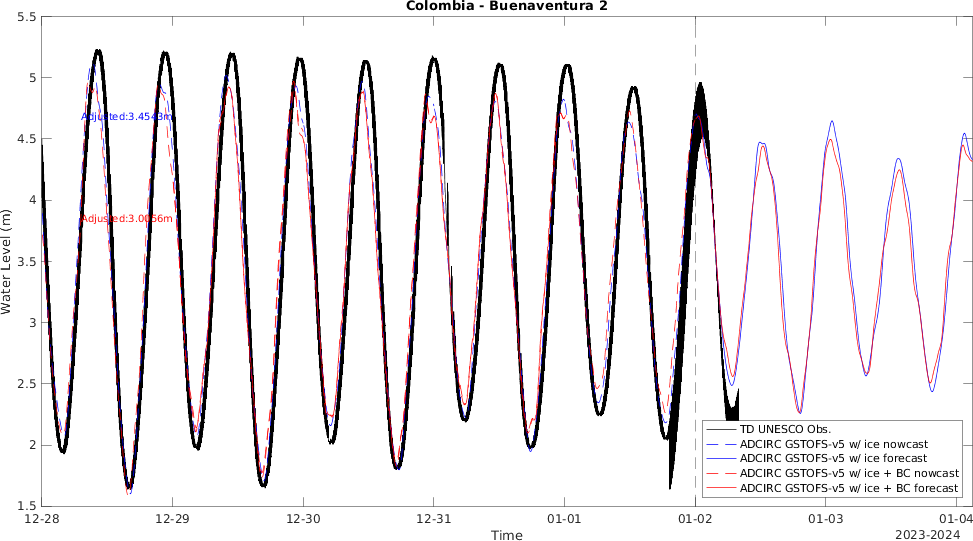 Colombia - Buenaventura 2
5.5
5
4.5
4
3.5
3
2.5
2
1.5
Water Level (m)
Adjusted:3.4543m
Adjusted:3.0056m
TD UNESCO Obs.
ADCIRC GSTOFS-v5 w/ ice nowcast
ADCIRC GSTOFS-v5 w/ ice forecast
ADCIRC GSTOFS-v5 w/ ice + BC nowcast
ADCIRC GSTOFS-v5 w/ ice + BC forecast
12-28 12-29 12-30 12-31 01-01 01-02 01-03 01-04
Time
2023-2024